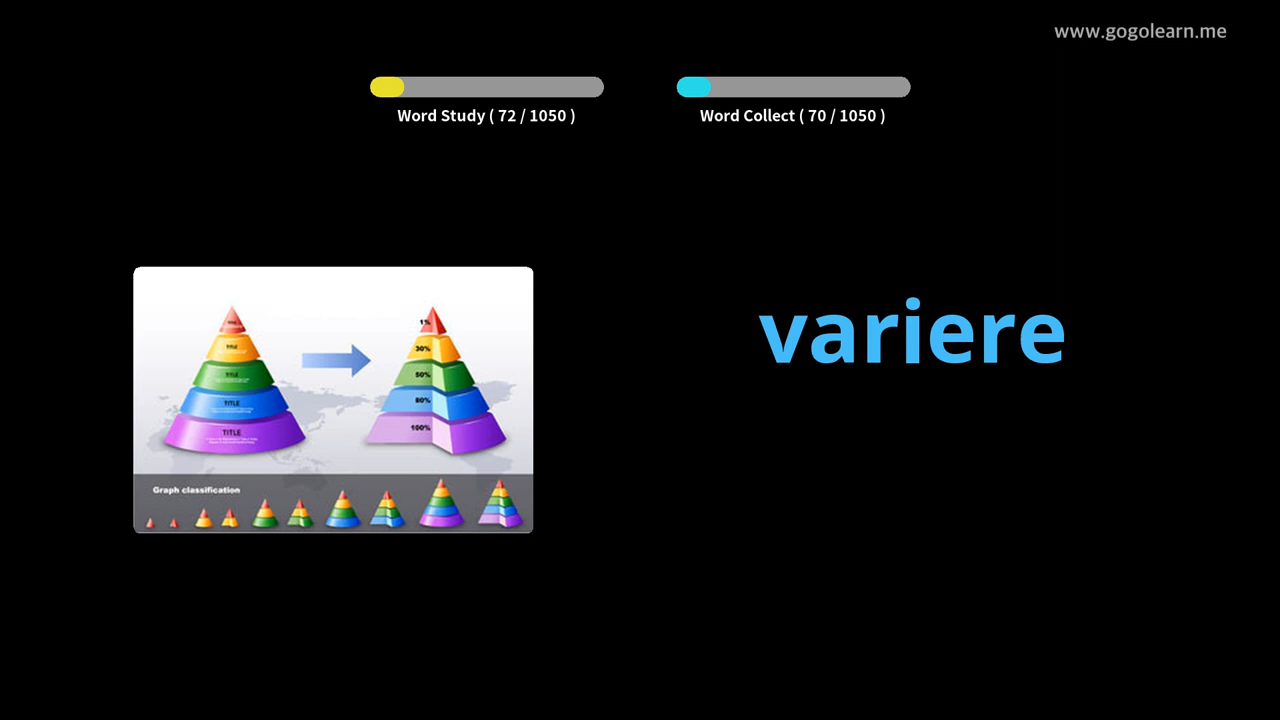 www.gogolearn.me
Word Study ( 72 / 1050 )
Word Collect ( 70 / 1050 )
variere
TITLE
TITLE
TITLE
TITLE
1%
30%
50%
80%
100%
Graph classification